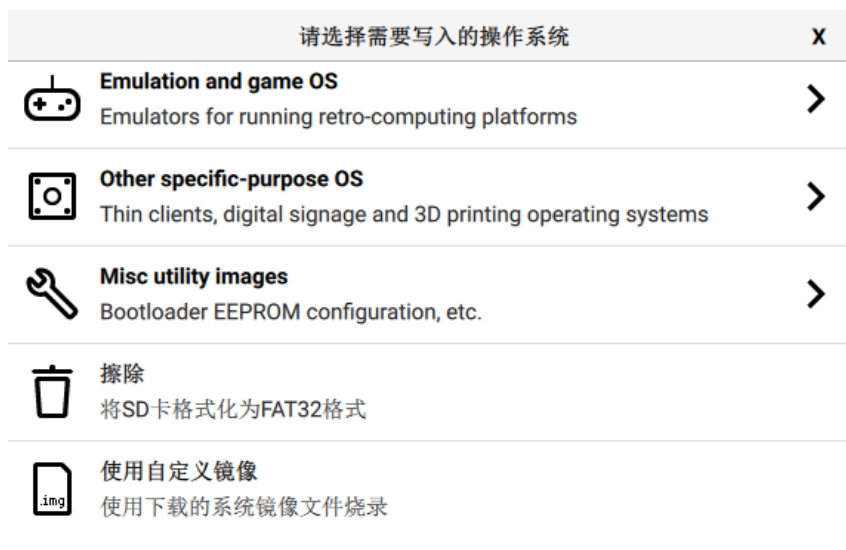 请选择需要写入的操作系统 X
Emulation and game OS
Emulators for running retro-computing platforms
Other specific-purpose OS
Thin clients, digital signage and 3D printing operating systems
Misc utility images
Bootloader EEPROM configuration, etc.
擦除
将SD卡格式化为FAT32格式
使用自定义镜像
.img
使用下载的系统镜像文件烧录